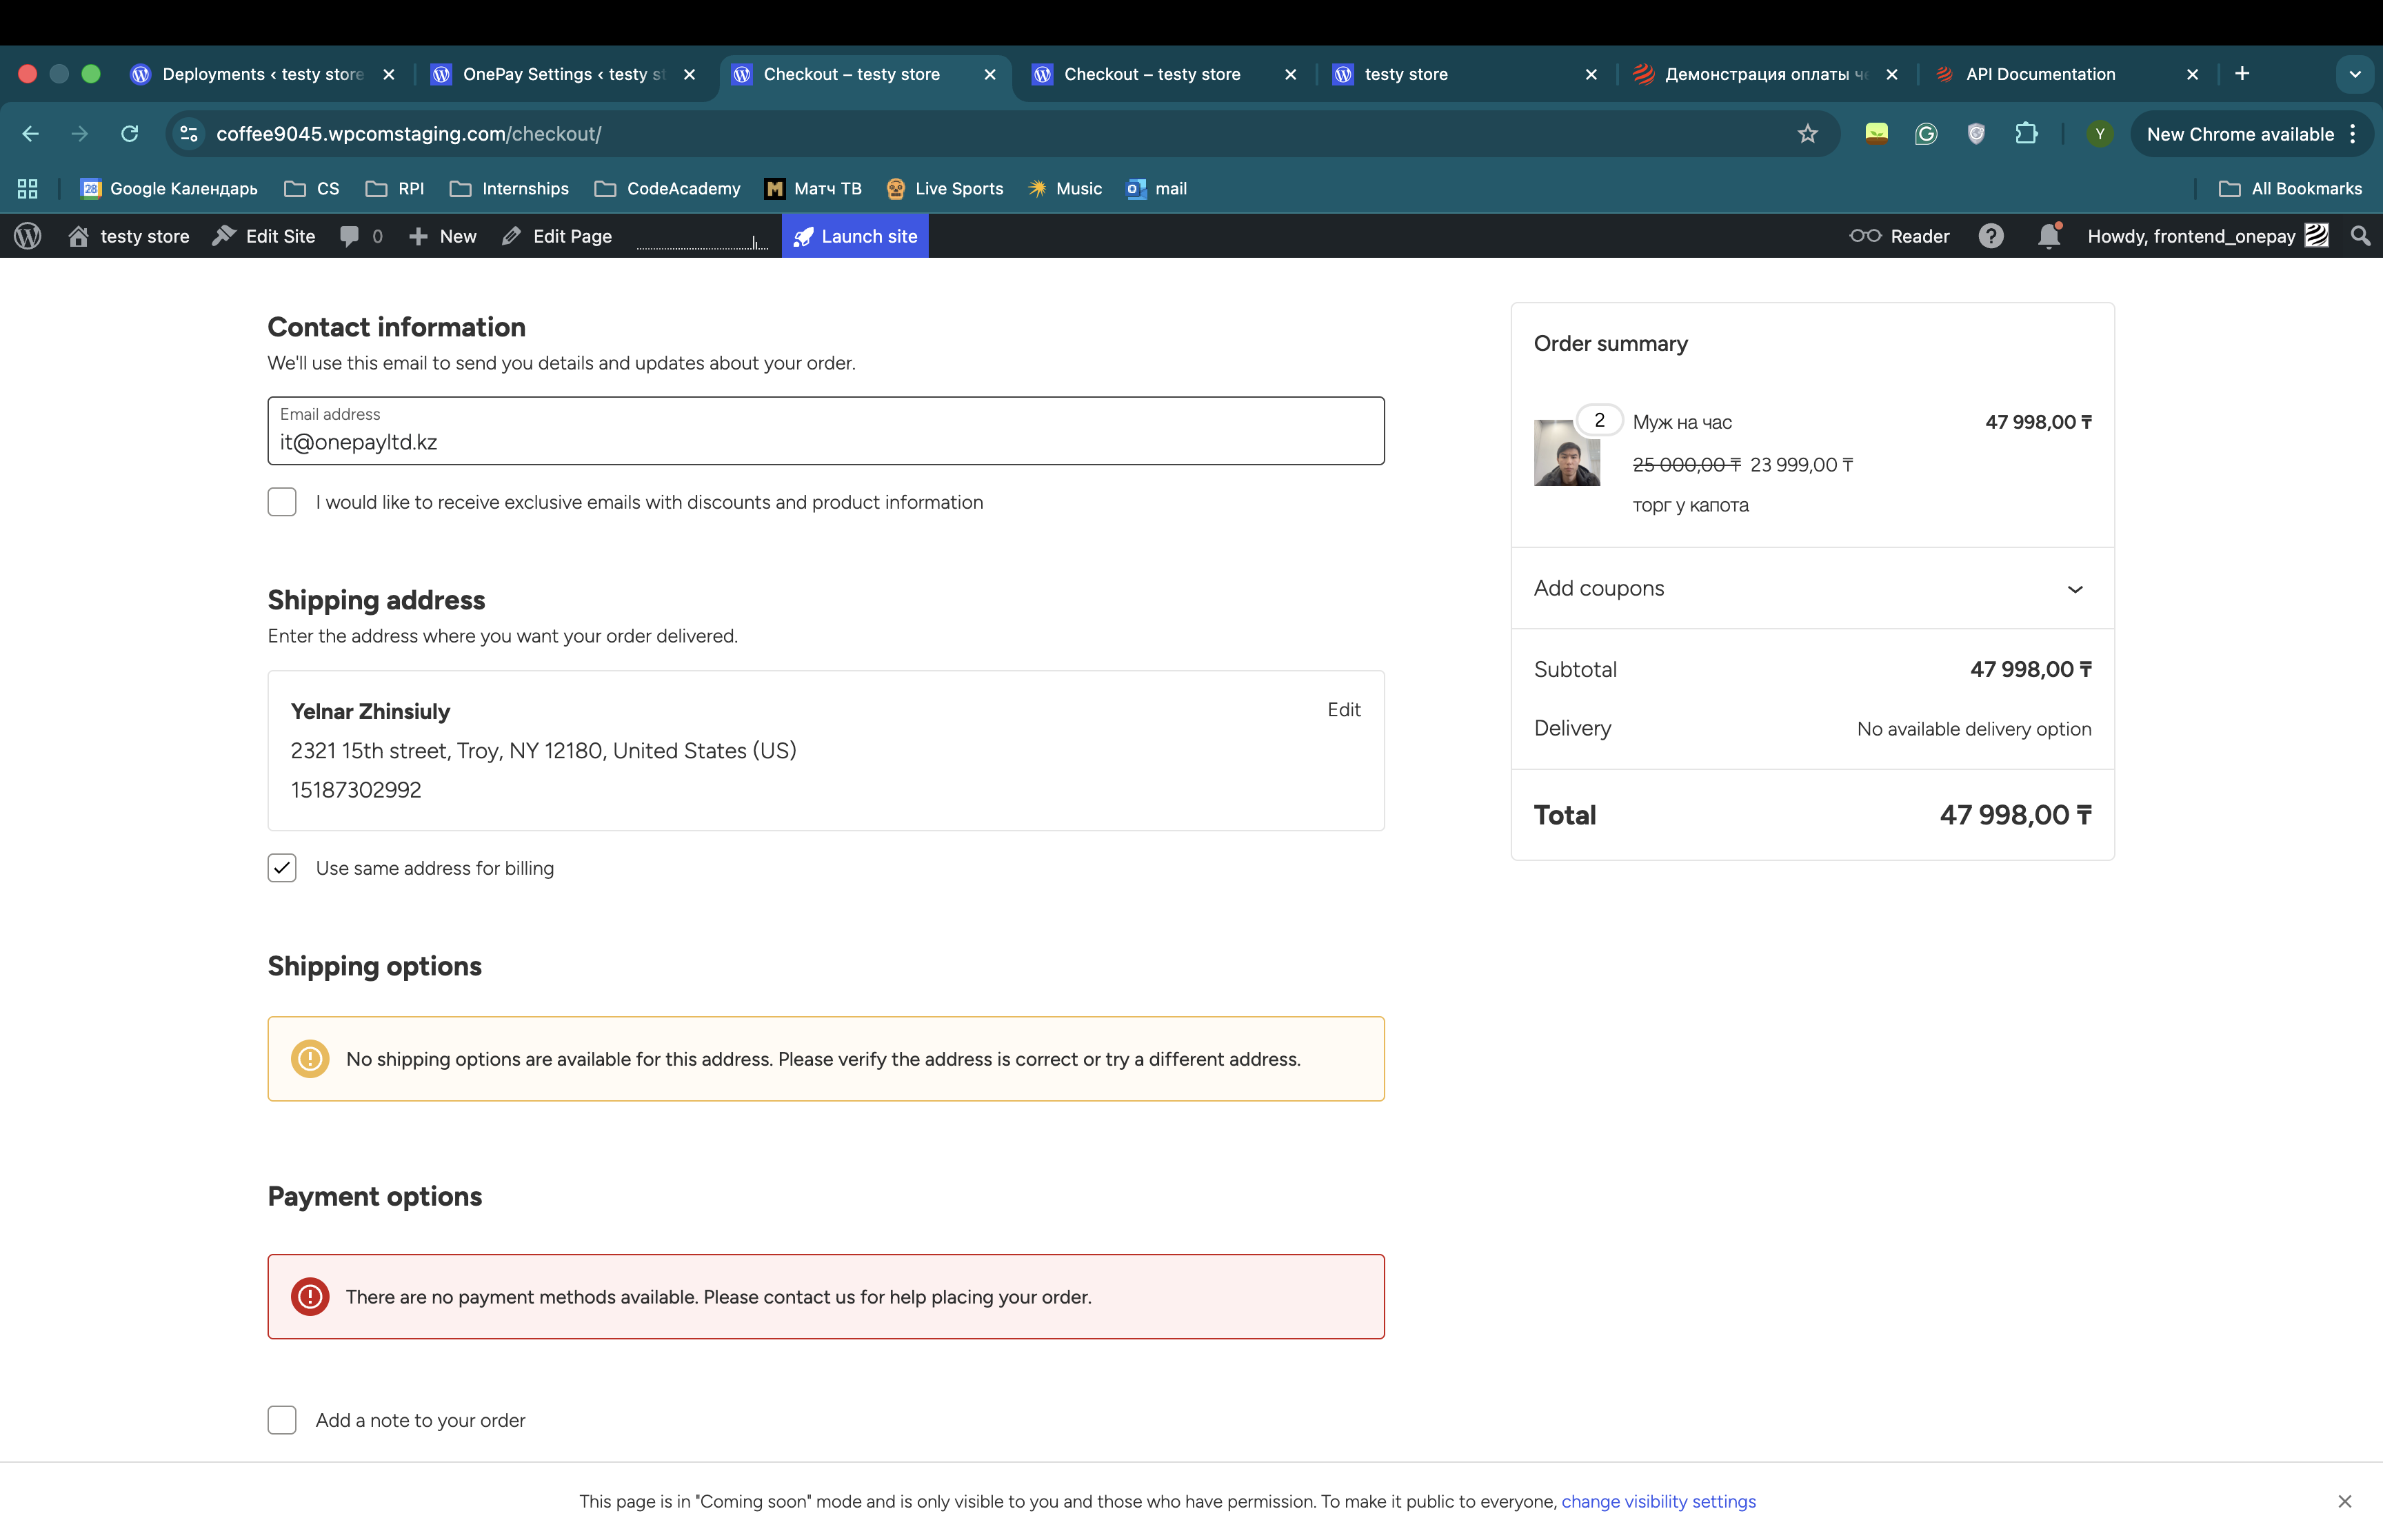 Deployments ‹ testy store
OnePay Settings ‹ testy st
Checkout – testy store
Checkout – testy store
testy store
Демонстрация оплаты че
API Documentation
coffee9045.wpcomstaging.com/checkout/
Y
New Chrome available
28
Google Календарь
CS
RPI
Internships
CodeAcademy
Матч ТВ
Live Sports
Music
mail
All Bookmarks
testy store
Edit Site
0
New
Edit Page
Launch site
Reader
Howdy, frontend_onepay
Contact information
We'll use this email to send you details and updates about your order.
Email address
it@onepayltd.kz
I would like to receive exclusive emails with discounts and product information
Shipping address
Enter the address where you want your order delivered.
Yelnar Zhinsiuly
Edit
2321 15th street, Troy, NY 12180, United States (US)
15187302992
Use same address for billing
Shipping options
No shipping options are available for this address. Please verify the address is correct or try a different address.
Payment options
There are no payment methods available. Please contact us for help placing your order.
Add a note to your order
Order summary
2
Муж на час
47 998,00 ₸
25 000,00 ₸ 23 999,00 ₸
торг у капота
Add coupons
Subtotal
47 998,00 ₸
Delivery
No available delivery option
Total
47 998,00 ₸
This page is in "Coming soon" mode and is only visible to you and those who have permission. To make it public to everyone, change visibility settings